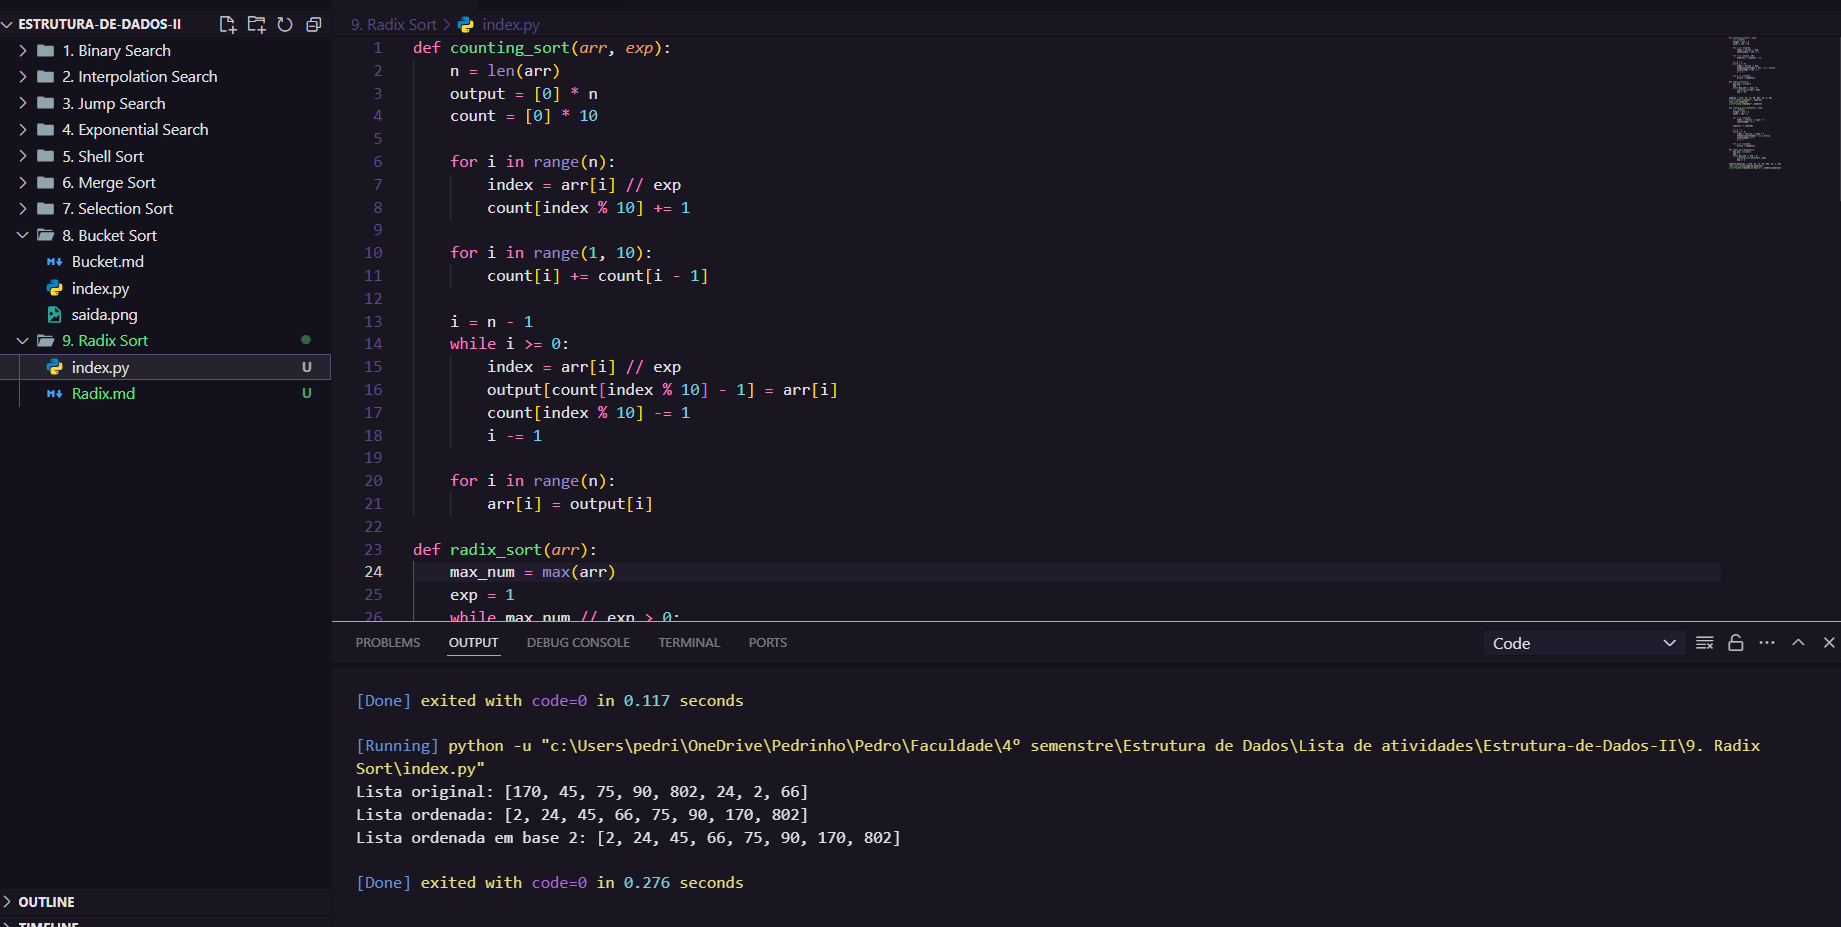 ESTRUTURA-DE-DADOS-II
1. Binary Search
2. Interpolation Search
3. Jump Search
4. Exponential Search
5. Shell Sort
6. Merge Sort
7. Selection Sort
8. Bucket Sort
Bucket.md
index.py
saida.png
9. Radix Sort
index.py U
Radix.md U
OUTLINE
TIMELINE
9. Radix Sort > index.py
1 def counting_sort(arr, exp):
2     n = len(arr)
3     output = [0] * n
4     count = [0] * 10
5
6     for i in range(n):
7         index = arr[i] // exp
8         count[index % 10] += 1
9
10     for i in range(1, 10):
11         count[i] += count[i - 1]
12
13     i = n - 1
14     while i >= 0:
15         index = arr[i] // exp
16         output[count[index % 10] - 1] = arr[i]
17         count[index % 10] -= 1
18         i -= 1
19
20     for i in range(n):
21         arr[i] = output[i]
22
23 def radix_sort(arr):
24     max_num = max(arr)
25     exp = 1
26     while max_num // exp > 0:
PROBLEMS OUTPUT DEBUG CONSOLE TERMINAL PORTS Code
[Done] exited with code=0 in 0.117 seconds
[Running] python -u "c:\Users\pedri\OneDrive\Pedrinho\Pedro\Faculdade\4º semenstre\Estrutura de Dados\Lista de atividades\Estrutura-de-Dados-II\9. Radix
Sort\index.py"
Lista original: [170, 45, 75, 90, 802, 24, 2, 66]
Lista ordenada: [2, 24, 45, 66, 75, 90, 170, 802]
Lista ordenada em base 2: [2, 24, 45, 66, 75, 90, 170, 802]
[Done] exited with code=0 in 0.276 seconds